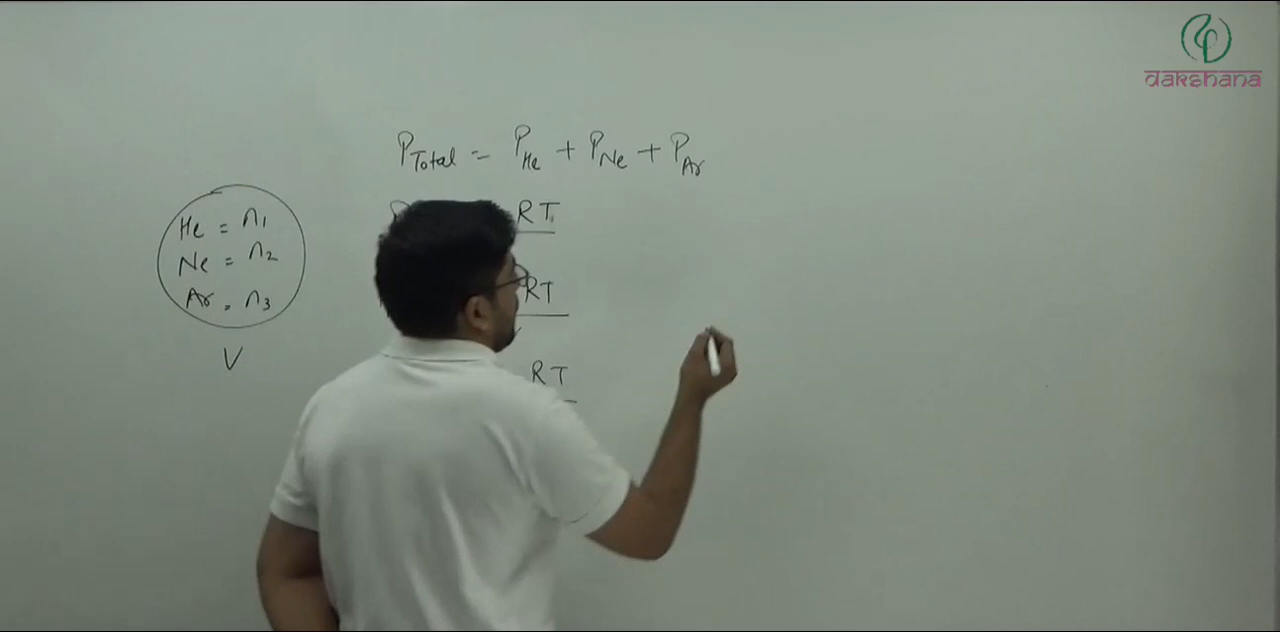 dakshana
P Total = P He + P Ne + P Ar
He = n1
Ne = n2
Ar = n3
V
RT
RT
RT